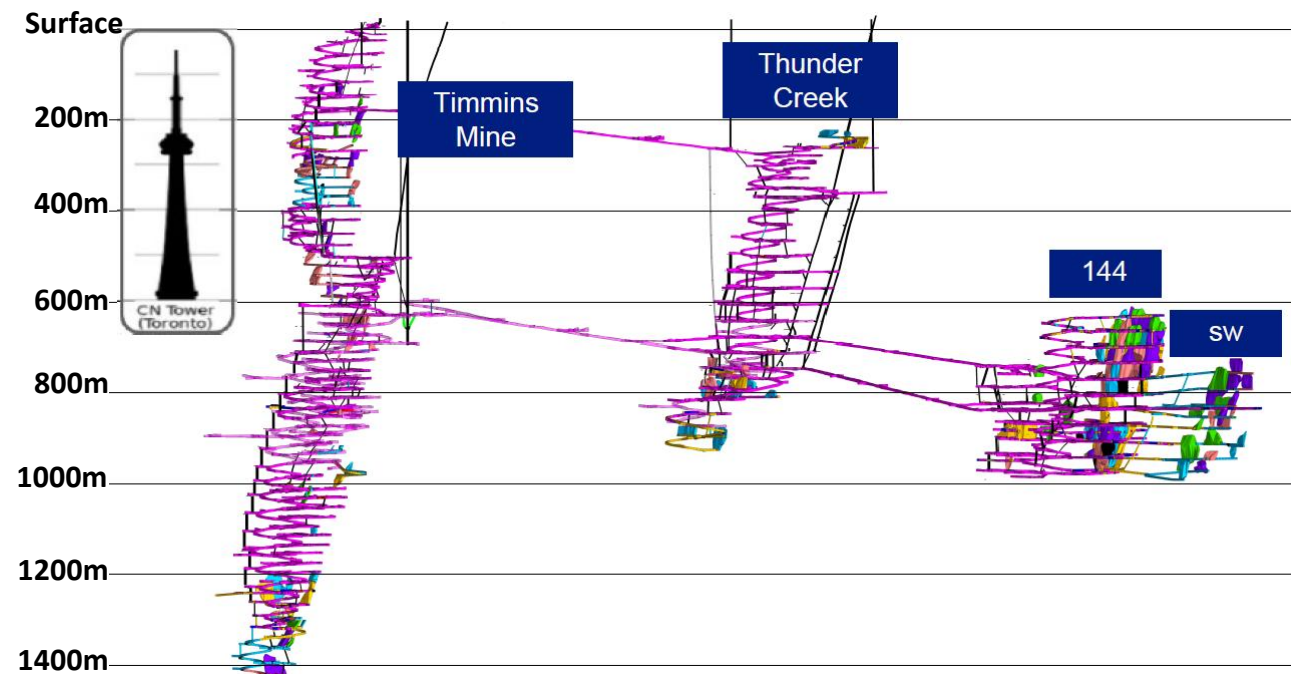 Surface
200m
400m
600m
800m
1000m
1200m
1400m
CN Tower
(Toronto)
Timmins
Mine
Thunder
Creek
144
SW